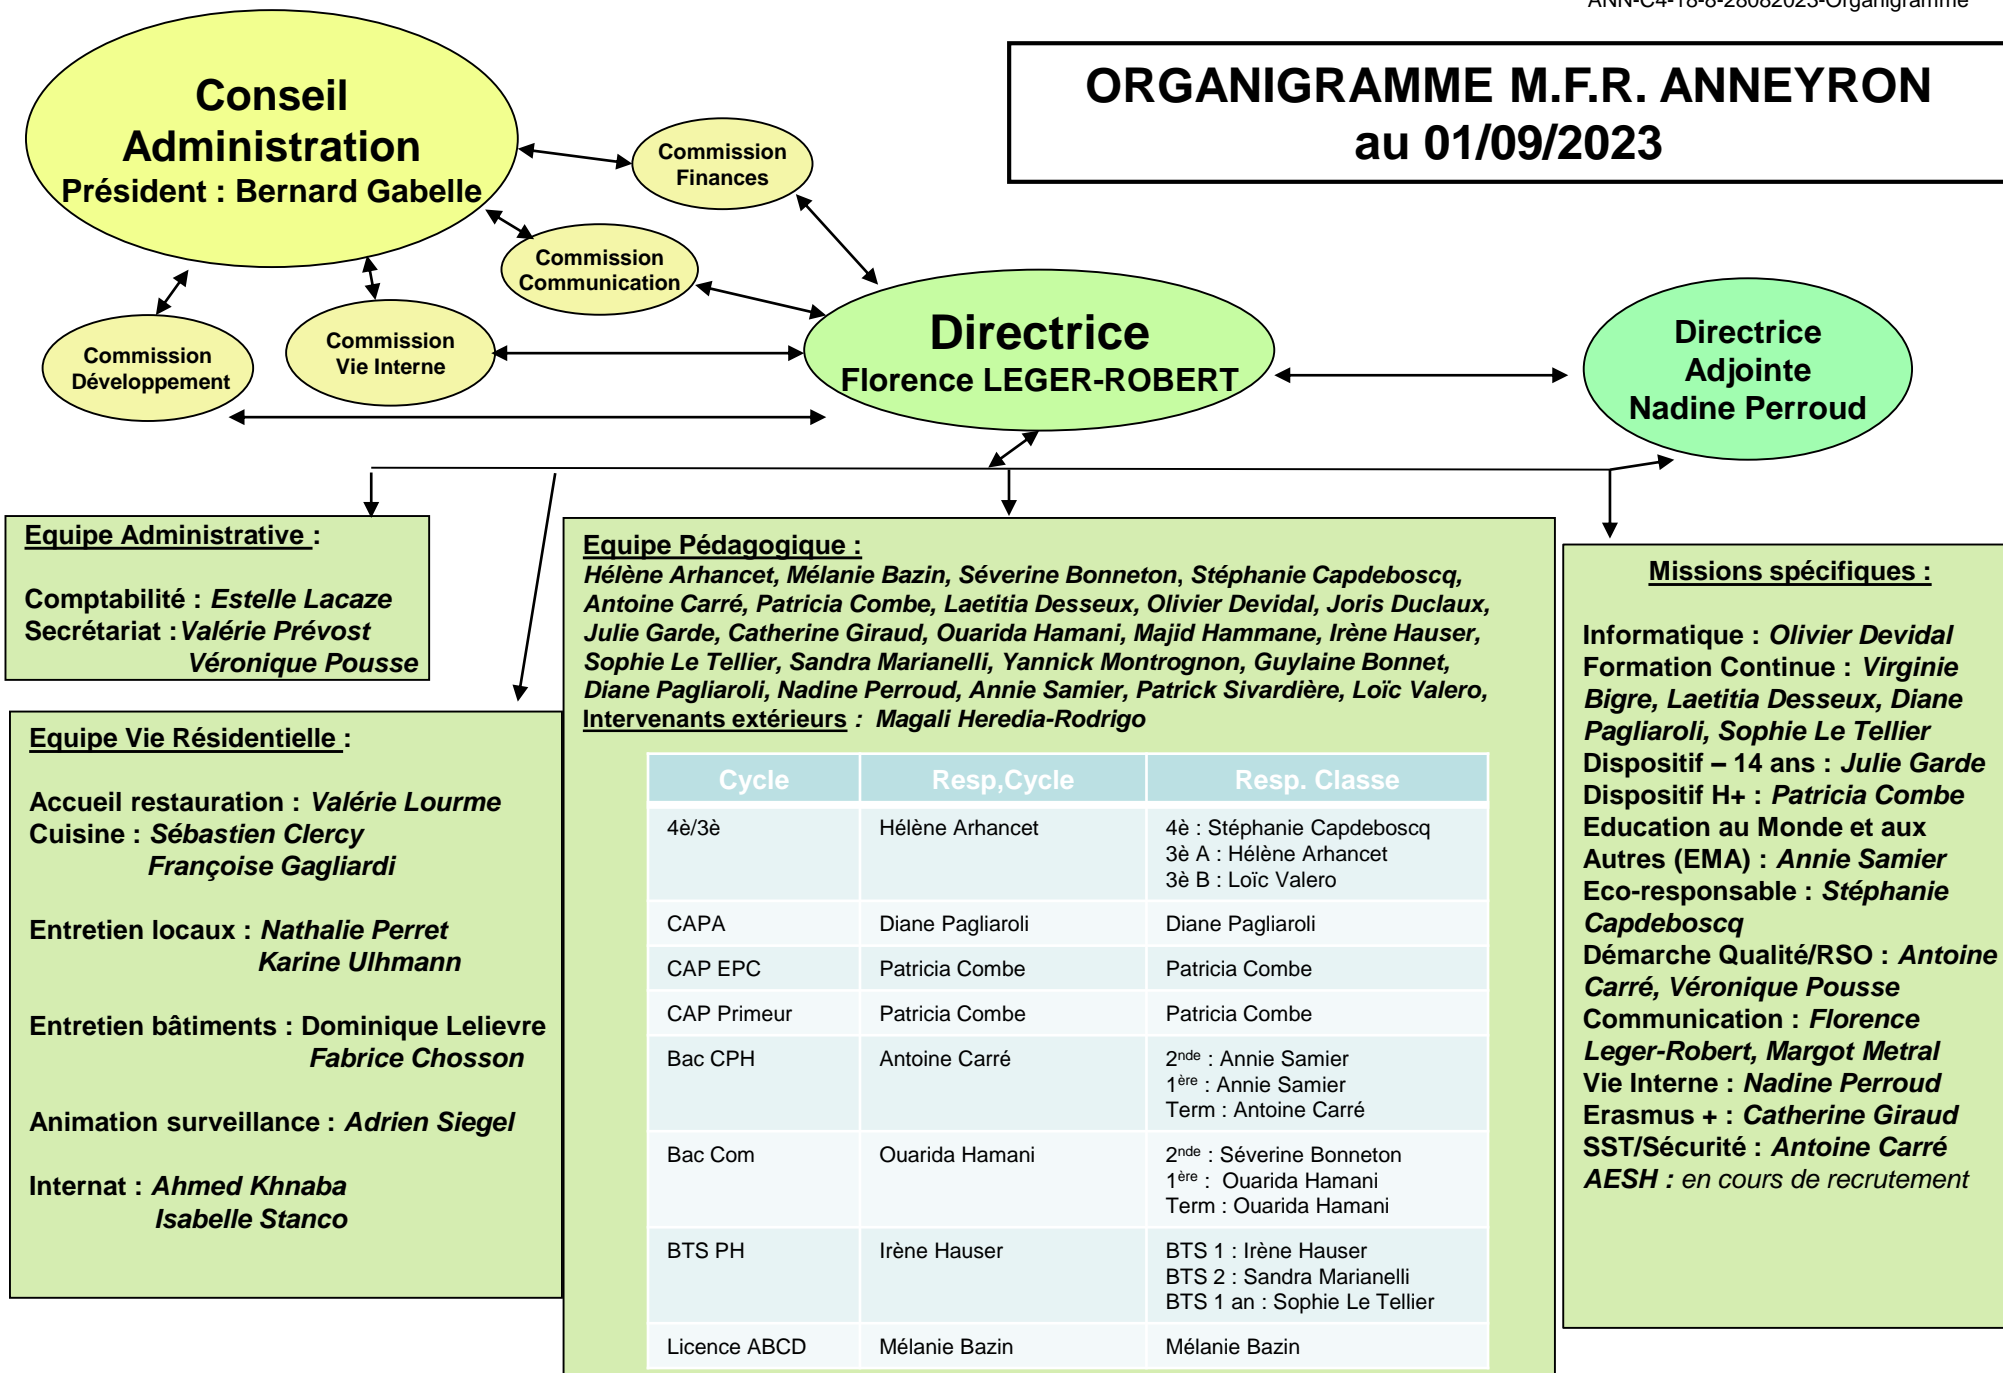 ANN-C4-18-8-28082023-Organigramme
ORGANIGRAMME M.F.R. ANNEYRON
au 01/09/2023
Conseil
Administration
Président : Bernard Gabelle
Commission
Finances
Commission
Communication
Commission
Vie Interne
Commission
Développement
Directrice
Florence LEGER-ROBERT
Directrice
Adjointe
Nadine Perroud
Equipe Administrative :
Comptabilité : Estelle Lacaze
Secrétariat : Valérie Prévost
Véronique Pousse
Equipe Vie Résidentielle :
Accueil restauration : Valérie Lourme
Cuisine : Sébastien Clercy
Françoise Gagliardi
Entretien locaux : Nathalie Perret
Karine Ulhmann
Entretien bâtiments : Dominique Lelievre
Fabrice Chosson
Animation surveillance : Adrien Siegel
Internat : Ahmed Khnaba
Isabelle Stanco
Equipe Pédagogique :
Hélène Arhancet, Mélanie Bazin, Séverine Bonneton, Stéphanie Capdeboscq,
Antoine Carré, Patricia Combe, Laetitia Desseux, Olivier Devidal, Joris Duclaux,
Julie Garde, Catherine Giraud, Ouarida Hamani, Majid Hammane, Irène Hauser,
Sophie Le Tellier, Sandra Marianelli, Yannick Montrognon, Guylaine Bonnet,
Diane Pagliaroli, Nadine Perroud, Annie Samier, Patrick Sivardière, Loïc Valero,
Intervenants extérieurs : Magali Heredia-Rodrigo
Cycle Resp,Cycle Resp. Classe
4è/3è Hélène Arhancet 4è : Stéphanie Capdeboscq
3è A : Hélène Arhancet
3è B : Loïc Valero
CAPA Diane Pagliaroli Diane Pagliaroli
CAP EPC Patricia Combe Patricia Combe
CAP Primeur Patricia Combe Patricia Combe
Bac CPH Antoine Carré 2nde : Annie Samier
1ère : Annie Samier
Term : Antoine Carré
Bac Com Ouarida Hamani 2nde : Séverine Bonneton
1ère : Ouarida Hamani
Term : Ouarida Hamani
BTS PH Irène Hauser BTS 1 : Irène Hauser
BTS 2 : Sandra Marianelli
BTS 1 an : Sophie Le Tellier
Licence ABCD Mélanie Bazin Mélanie Bazin
Missions spécifiques :
Informatique : Olivier Devidal
Formation Continue : Virginie
Bigre, Laetitia Desseux, Diane
Pagliaroli, Sophie Le Tellier
Dispositif – 14 ans : Julie Garde
Dispositif H+ : Patricia Combe
Education au Monde et aux
Autres (EMA) : Annie Samier
Eco-responsable : Stéphanie
Capdeboscq
Démarche Qualité/RSO : Antoine
Carré, Véronique Pousse
Communication : Florence
Leger-Robert, Margot Metral
Vie Interne : Nadine Perroud
Erasmus + : Catherine Giraud
SST/Sécurité : Antoine Carré
AESH : en cours de recrutement